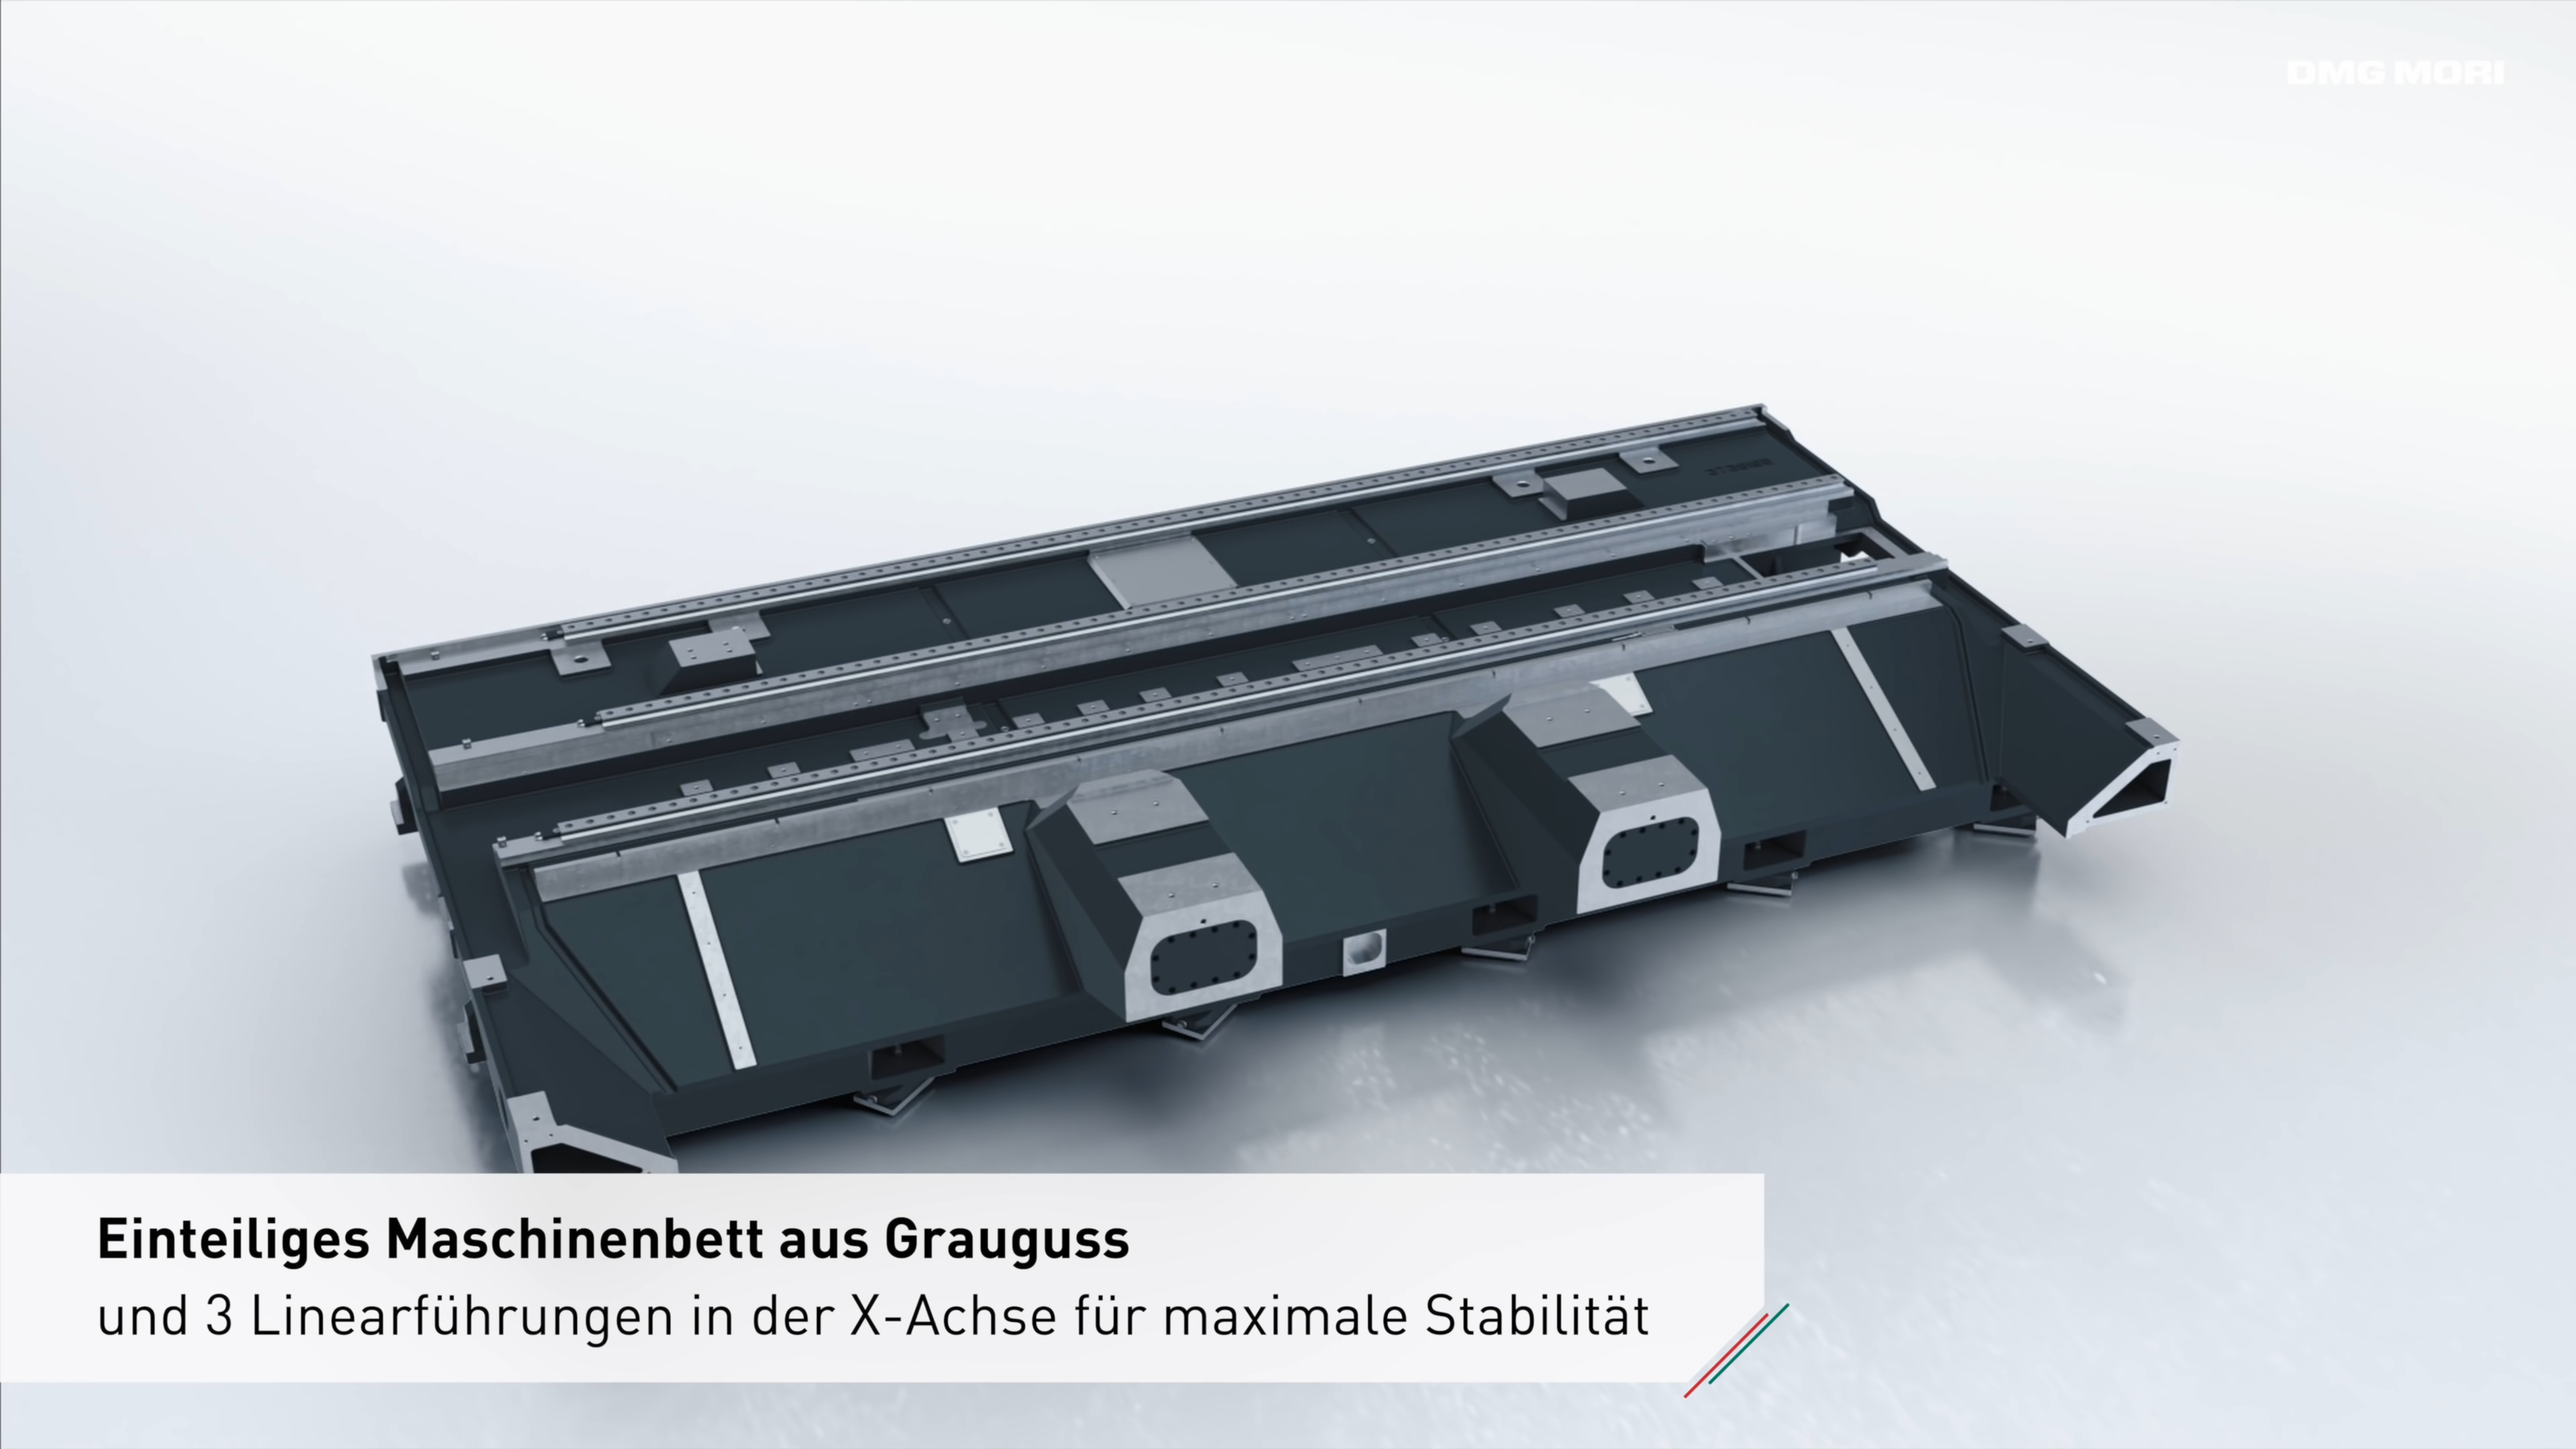 DMG MORI
Einteiliges Maschinenbett aus Grauguss
und 3 Linearführungen in der X-Achse für maximale Stabilität